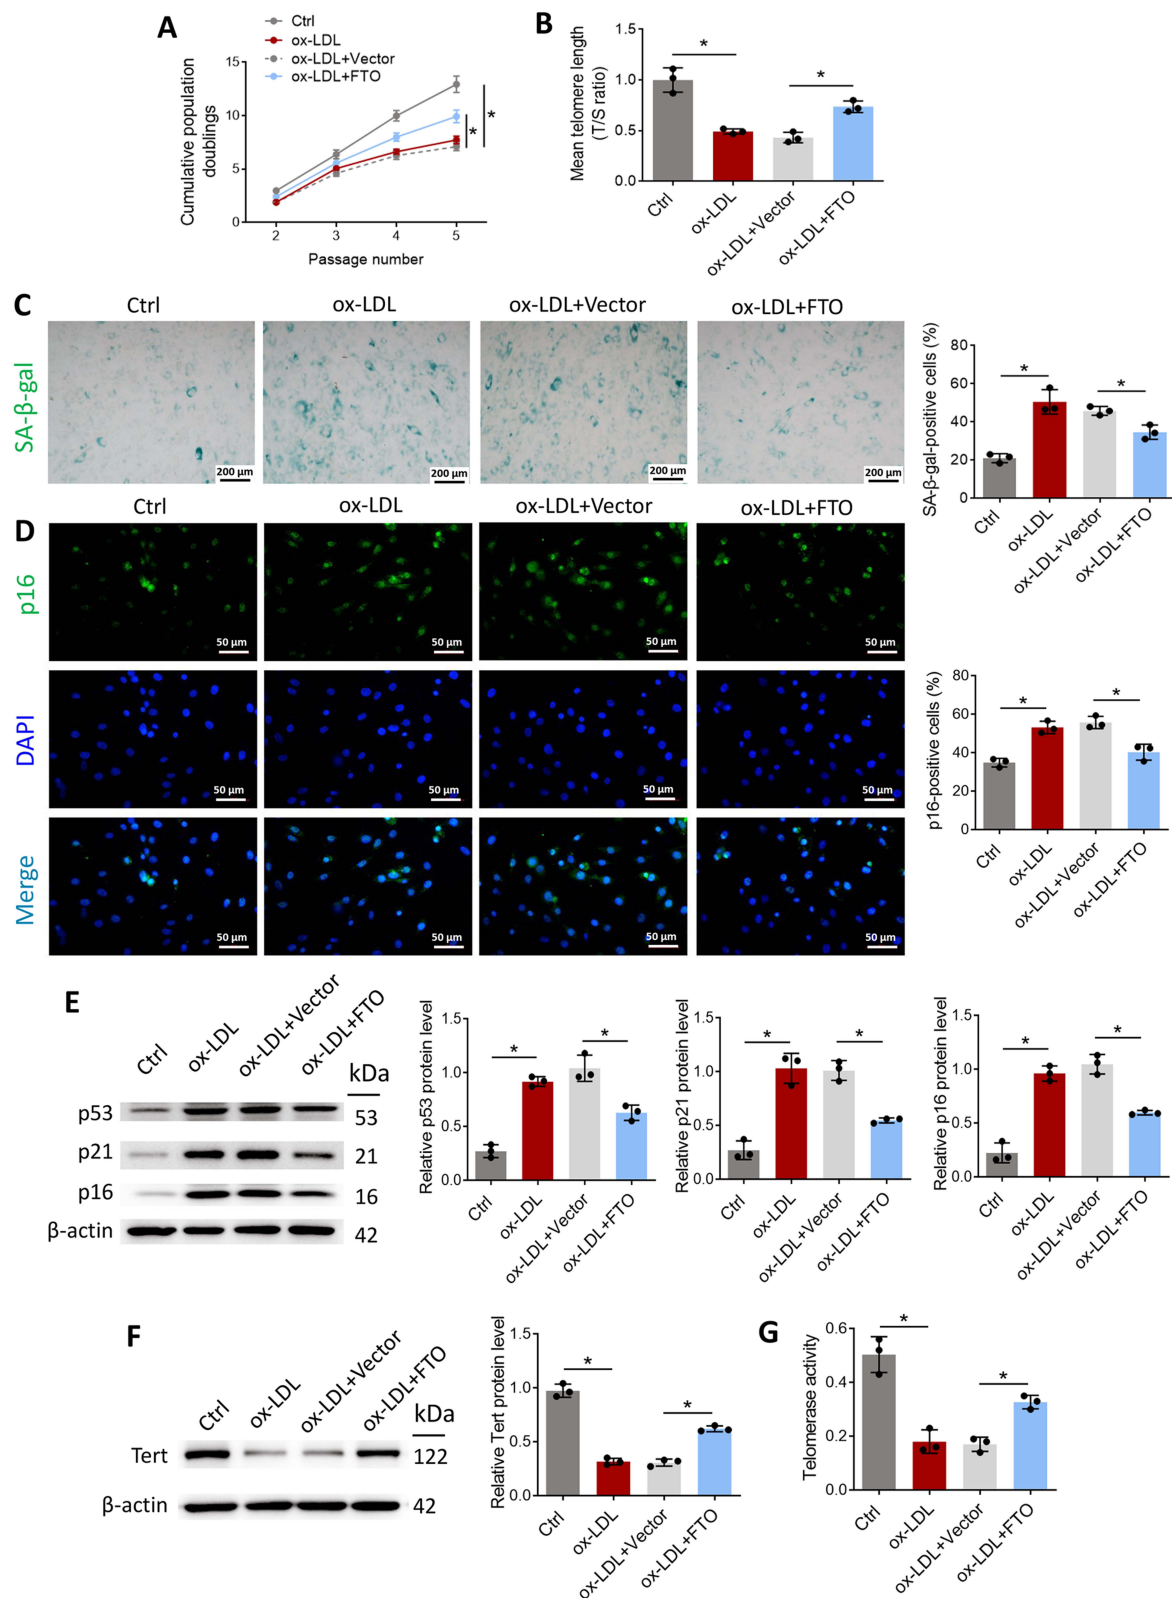 A
Ctrl
ox-LDL
ox-LDL+Vector
ox-LDL+FTO
Cumulative population
doublings
15
10
5
0
2 3 4 5
Passage number
*
*
B
Mean telomere length
(T/S ratio)
1.5
1.0
0.5
0.0
* *
Ctrl ox-LDL ox-LDL+Vector ox-LDL+FTO
C
Ctrl ox-LDL ox-LDL+Vector ox-LDL+FTO
SA-β-gal
200 μm 200 μm 200 μm 200 μm
SA-β-gal-positive cells (%)
80
60
40
20
0
* *
Ctrl ox-LDL ox-LDL+Vector ox-LDL+FTO
D
Ctrl ox-LDL ox-LDL+Vector ox-LDL+FTO
p16
50 μm 50 μm 50 μm 50 μm
DAPI
50 μm 50 μm 50 μm 50 μm
Merge
50 μm 50 μm 50 μm 50 μm
p16-positive cells (%)
80
60
40
20
0
* *
Ctrl ox-LDL ox-LDL+Vector ox-LDL+FTO
E
Ctrl ox-LDL ox-LDL+Vector ox-LDL+FTO
kDa
p53 53
p21 21
p16 16
β-actin 42
Relative p53 protein level
1.5
1.0
0.5
0.0
* *
Ctrl ox-LDL ox-LDL+Vector ox-LDL+FTO
Relative p21 protein level
1.5
1.0
0.5
0.0
* *
Ctrl ox-LDL ox-LDL+Vector ox-LDL+FTO
Relative p16 protein level
1.5
1.0
0.5
0.0
* *
Ctrl ox-LDL ox-LDL+Vector ox-LDL+FTO
F
Ctrl ox-LDL ox-LDL+Vector ox-LDL+FTO
kDa
Tert 122
β-actin 42
Relative Tert protein level
1.5
1.0
0.5
0.0
* *
Ctrl ox-LDL ox-LDL+Vector ox-LDL+FTO
G
Telomerase activity
0.6
0.4
0.2
0.0
* *
Ctrl ox-LDL ox-LDL+Vector ox-LDL+FTO